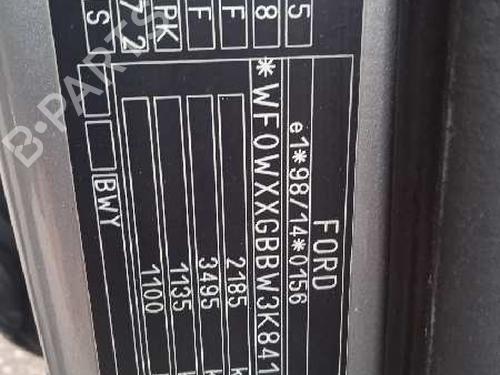 FORD
e1*98/14*0156
*WF0WXXGBBW3K841
2185
3495
1135
1100
BWY
5
8
F
F
F
PK
72
S
B-PARTS